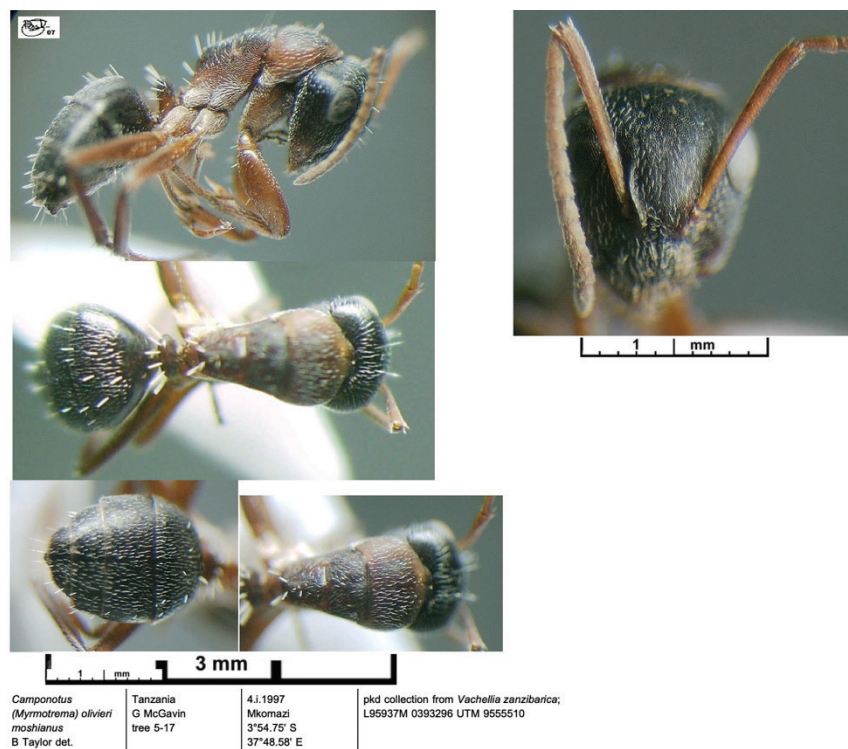 07
1 mm
3 mm
1 mm
Camponotus
(Myrmotrema) olivieri
moshianus
B Taylor det.
Tanzania
G McGavin
tree 5-17
4.i.1997
Mkomazi
3°54.75' S
37°48.58' E
pkd collection from Vachellia zanzibarica;
L95937M 0393296 UTM 9555510